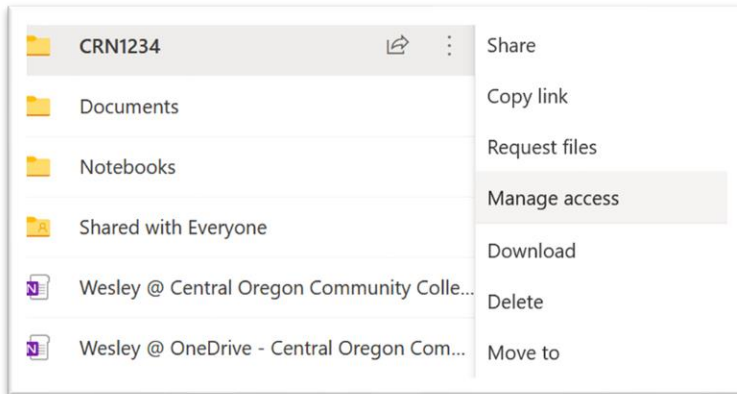 CRN1234
Documents
Notebooks
Shared with Everyone
Wesley @ Central Oregon Community Colle...
Wesley @ OneDrive - Central Oregon Com...
Share
Copy link
Request files
Manage access
Download
Delete
Move to